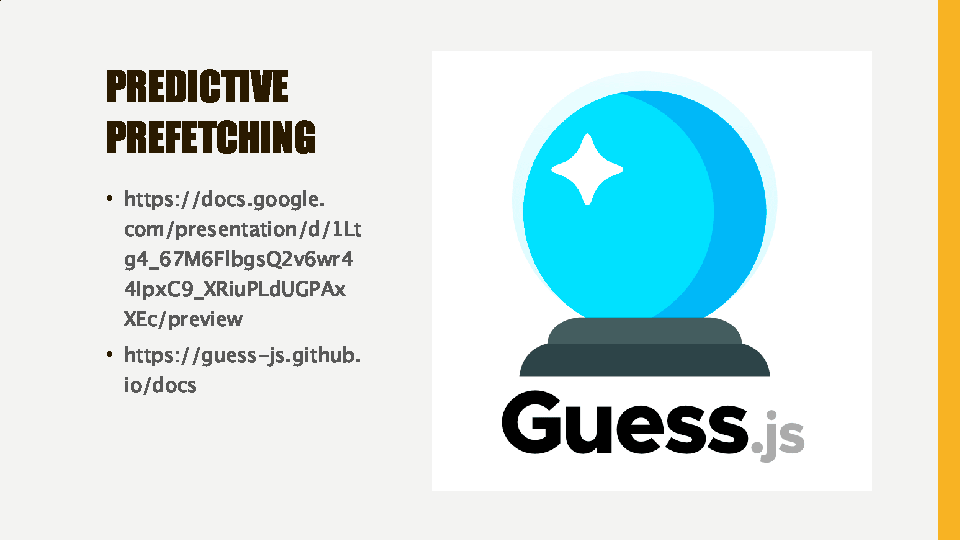 PREDICTIVE
PREFETCHING
• https://docs.google.
com/presentation/d/1Lt
g4_67M6FlbgsQ2v6wr4
4IpxC9_XRiuPLdUGPAx
XEc/preview
• https://guess-js.github.
io/docs
Guess.js